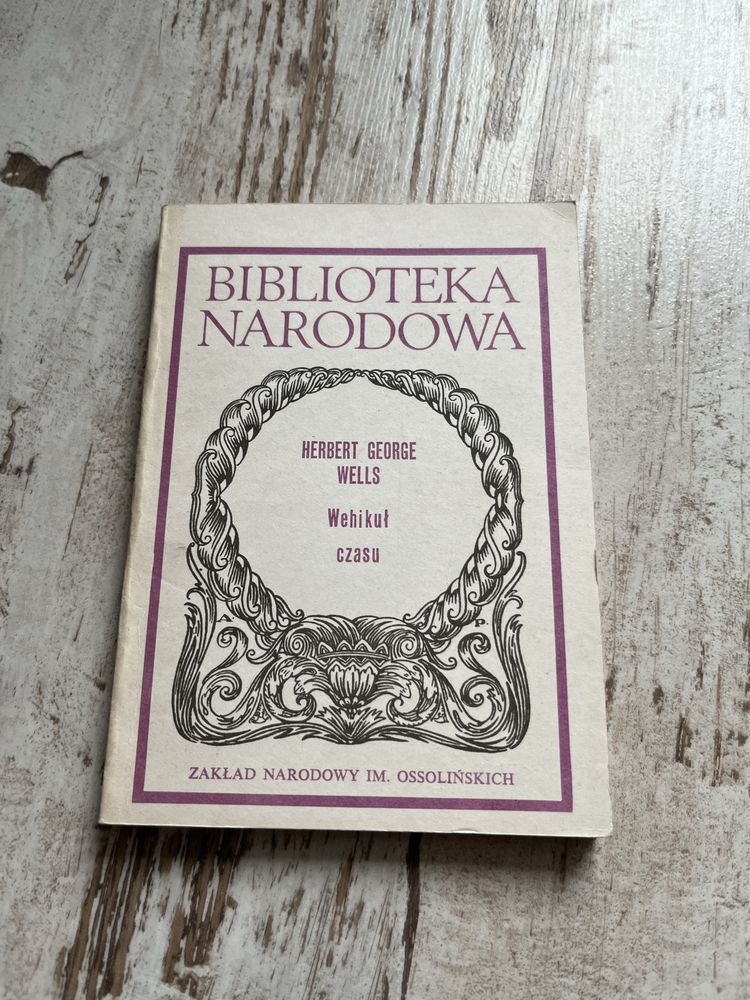 BIBLIOTEKA
NARODOWA
HERBERT GEORGE
WELLS
Wehikuł
czasu
A P
ZAKŁAD NARODOWY IM. OSSOLIŃSKICH